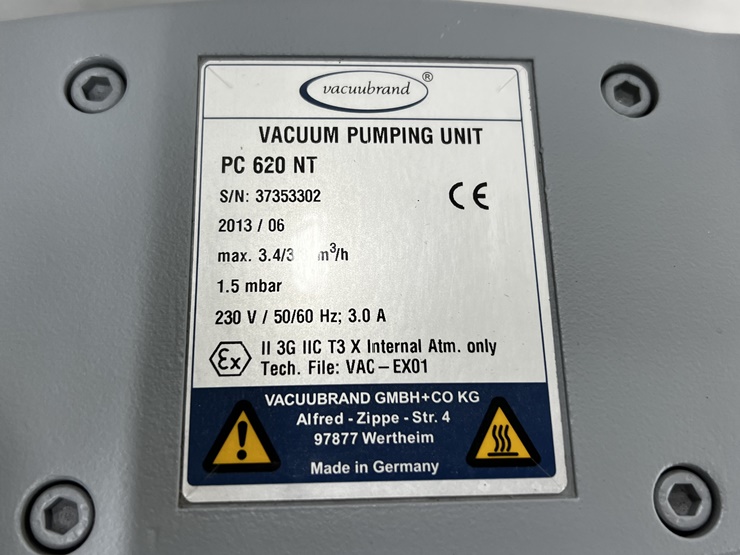 vacuubrand ®
VACUUM PUMPING UNIT
PC 620 NT
S/N: 37353302
CE
2013 / 06
max. 3.4/3 m³/h
1.5 mbar
230 V / 50/60 Hz; 3.0 A
Ex II 3G IIC T3 X Internal Atm. only
Tech. File: VAC-EX01
VACUUBRAND GMBH+CO KG
Alfred - Zippe - Str. 4
97877 Wertheim
Made in Germany